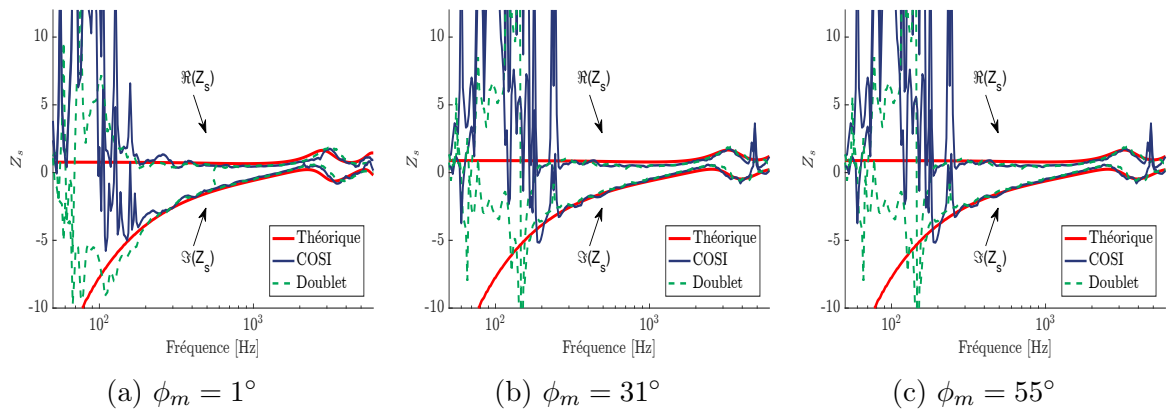 10
5
0
-5
-10
Z_s
ℜ(Z_s)
ℑ(Z_s)
Théorique
COSI
Doublet
10^2
10^3
Fréquence [Hz]
(a) ϕ_m = 1°
10
5
0
-5
-10
Z_s
ℜ(Z_s)
ℑ(Z_s)
Théorique
COSI
Doublet
10^2
10^3
Fréquence [Hz]
(b) ϕ_m = 31°
10
5
0
-5
-10
Z_s
ℜ(Z_s)
ℑ(Z_s)
Théorique
COSI
Doublet
10^2
10^3
Fréquence [Hz]
(c) ϕ_m = 55°